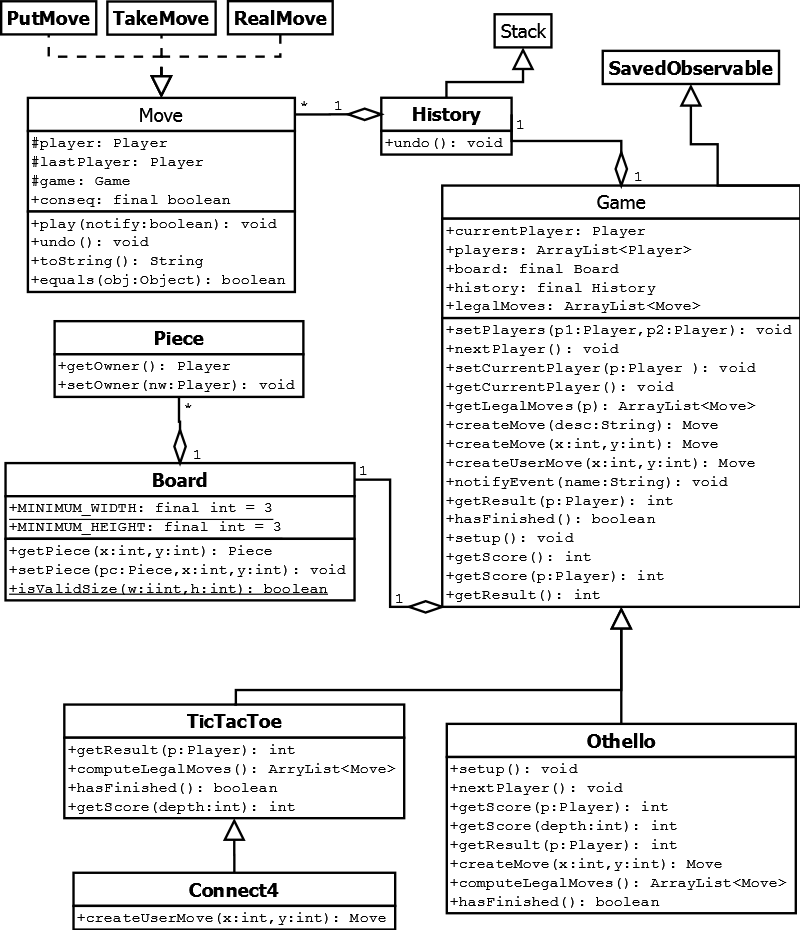 PutMove
TakeMove
RealMove
Stack
SavedObservable
Move
#player: Player
#lastPlayer: Player
#game: Game
+conseq: final boolean
+play(notify:boolean): void
+undo(): void
+toString(): String
+equals(obj:Object): boolean
*
1
History
+undo(): void
1
1
Game
+currentPlayer: Player
+players: ArrayList<Player>
+board: final Board
+history: final History
+legalMoves: ArrayList<Move>
+setPlayers(p1:Player,p2:Player): void
+nextPlayer(): void
+setCurrentPlayer(p:Player ): void
+getCurrentPlayer(): void
+getLegalMoves(p): ArrayList<Move>
+createMove(desc:String): Move
+createMove(x:int,y:int): Move
+createUserMove(x:int,y:int): Move
+notifyEvent(name:String): void
+getResult(p:Player): int
+hasFinished(): boolean
+setup(): void
+getScore(): int
+getScore(p:Player): int
+getResult(): int
Piece
+getOwner(): Player
+setOwner(nw:Player): void
*
1
Board
+MINIMUM_WIDTH: final int = 3
+MINIMUM_HEIGHT: final int = 3
+getPiece(x:int,y:int): Piece
+setPiece(pc:Piece,x:int,y:int): void
+isValidSize(w:iint,h:int): boolean
1
1
TicTacToe
+getResult(p:Player): int
+computeLegalMoves(): ArryList<Move>
+hasFinished(): boolean
+getScore(depth:int): int
Connect4
+createUserMove(x:int,y:int): Move
Othello
+setup(): void
+nextPlayer(): void
+getScore(p:Player): int
+getScore(depth:int): int
+getResult(p:Player): int
+createMove(x:int,y:int): Move
+computeLegalMoves(): ArrayList<Move>
+hasFinished(): boolean